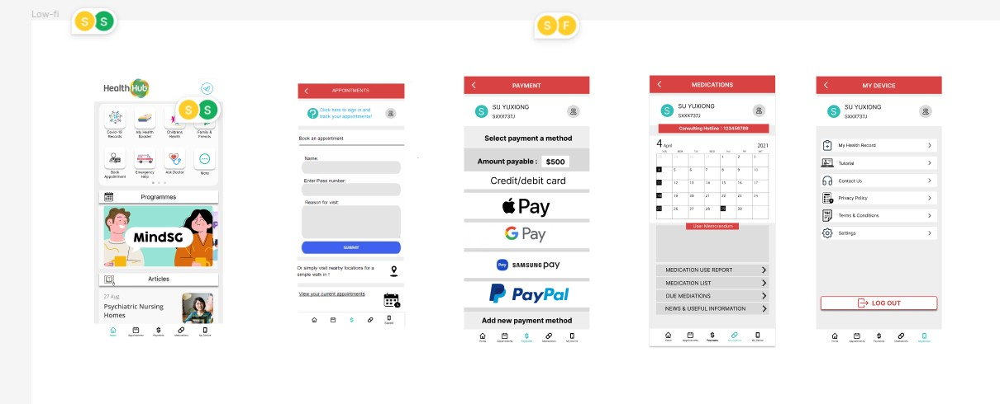 Low-fi
S S
S F
HealthHub
S S
Covid-19
Records
My Health
Booklet
Children's
Health
Family &
Friends
Book
Appointment
Emergency
Help
Ask Doctor
More
Programmes
MindSG
Articles
27 Aug
Psychiatric Nursing
Homes
Home
Appointments
Payments
Medications
My Device
APPOINTMENTS
?
Click here to sign in and
track your appointments!
Book an appointment
Name:
Enter Pass number:
Reason for visit:
SUBMIT
Or simply visit nearby locations for a
simple walk in !
View your current appointments
$
Saved
PAYMENT
S
SU YUXIONG
SXXX737J
Select payment a method
Amount payable : $500
Credit/debit card
Pay
G Pay
Pay SAMSUNG pay
PayPal
Add new payment method
Home
Appointments
Payments
Medications
My Device
MEDICATIONS
S
SU YUXIONG
SXXX737J
Consulting Hotline : 123456789
4 April 2021
SUN MON TUE WED THU FRI SAT
1 2 3
4 5 6 7 8 9 10
11 12 13 14 15 16 17
18 19 20 21 22 23 24
25 26 27 28 29 30
User Memorandum
MEDICATION USE REPORT
MEDICATION LIST
DUE MEDIATIONS
NEWS & USEFUL INFORMATION
Home
Appointments
Payments
Medications
My Device
MY DEVICE
S
SU YUXIONG
SXXX737J
My Health Record
Tutorial
Contact Us
Privacy Policy
Terms & Conditions
Settings
LOG OUT
Home
Appointments
Payments
Medications
My Device